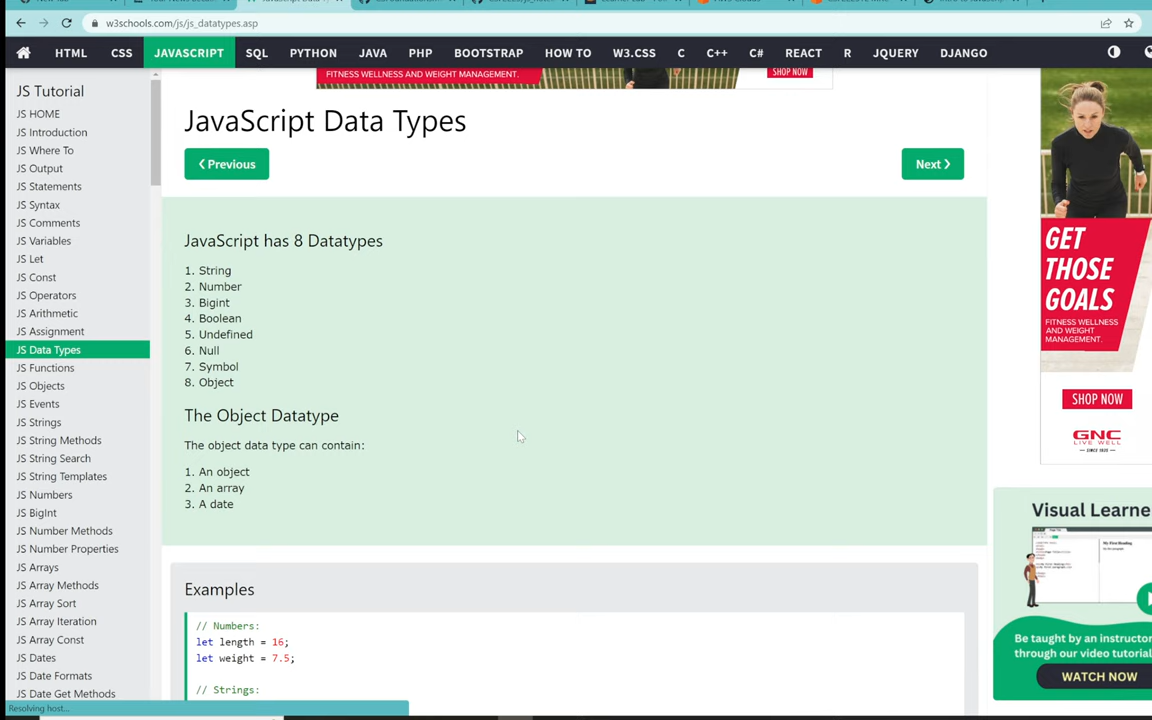 w3schools.com/js/js_datatypes.asp
HTML CSS JAVASCRIPT SQL PYTHON JAVA PHP BOOTSTRAP HOW TO W3.CSS C C++ C# REACT R JQUERY DJANGO
JS Tutorial
JS HOME
JS Introduction
JS Where To
JS Output
JS Statements
JS Syntax
JS Comments
JS Variables
JS Let
JS Const
JS Operators
JS Arithmetic
JS Assignment
JS Data Types
JS Functions
JS Objects
JS Events
JS Strings
JS String Methods
JS String Search
JS String Templates
JS Numbers
JS BigInt
JS Number Methods
JS Number Properties
JS Arrays
JS Array Methods
JS Array Sort
JS Array Iteration
JS Array Const
JS Dates
JS Date Formats
JS Date Get Methods
Resolving host...
FITNESS WELLNESS AND WEIGHT MANAGEMENT.
SHOP NOW
JavaScript Data Types
❮ Previous
Next ❯
JavaScript has 8 Datatypes
1. String
2. Number
3. Bigint
4. Boolean
5. Undefined
6. Null
7. Symbol
8. Object
The Object Datatype
The object data type can contain:
1. An object
2. An array
3. A date
Examples
// Numbers:
let length = 16;
let weight = 7.5;
// Strings:
GET
THOSE
GOALS
FITNESS WELLNESS
AND WEIGHT
MANAGEMENT.
SHOP NOW
GNC
LIVE WELL
Visual Learne
Be taught by an instructor
through our video tutorial
WATCH NOW